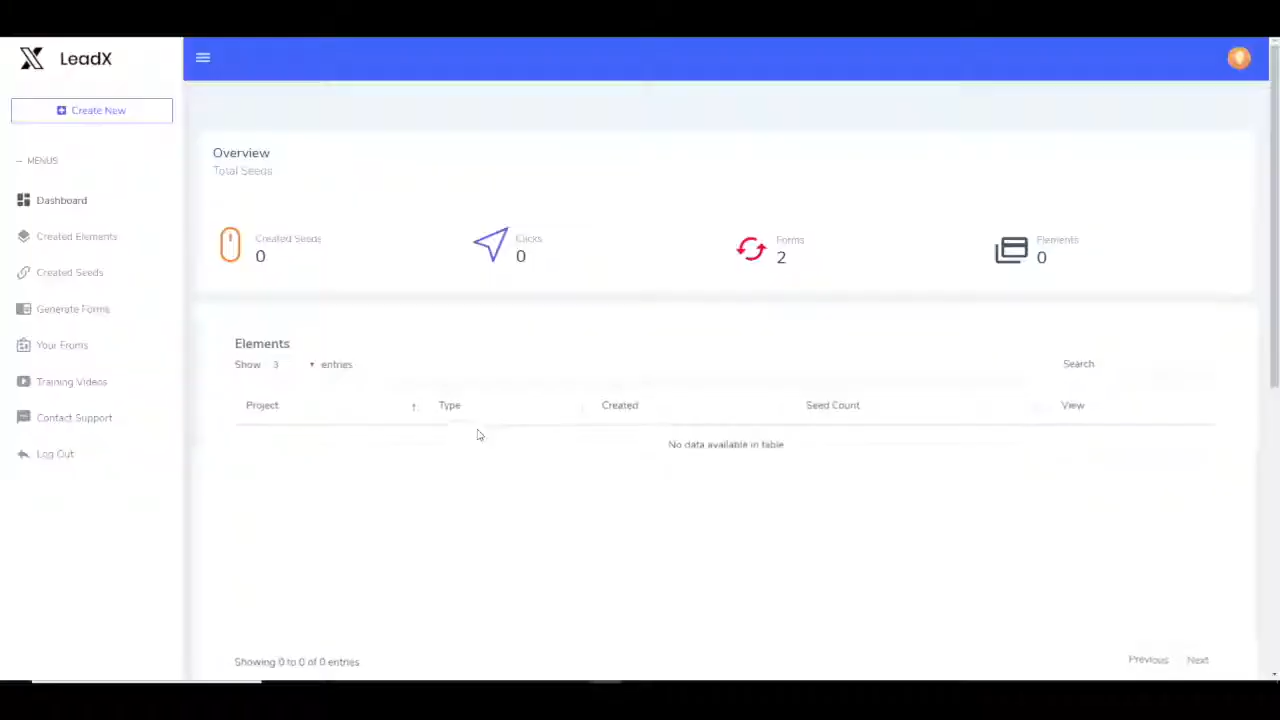 LeadX
Create New
MENUS
Dashboard
Created Elements
Created Seeds
Generate Forms
Your Froms
Training Videos
Contact Support
Log Out
Overview
Total Seeds
Created Seeds
0
Clicks
0
Forms
2
Elements
0
Elements
Show 3 entries
Search
Project Type Created Seed Count View
No data available in table
Showing 0 to 0 of 0 entries
Previous Next